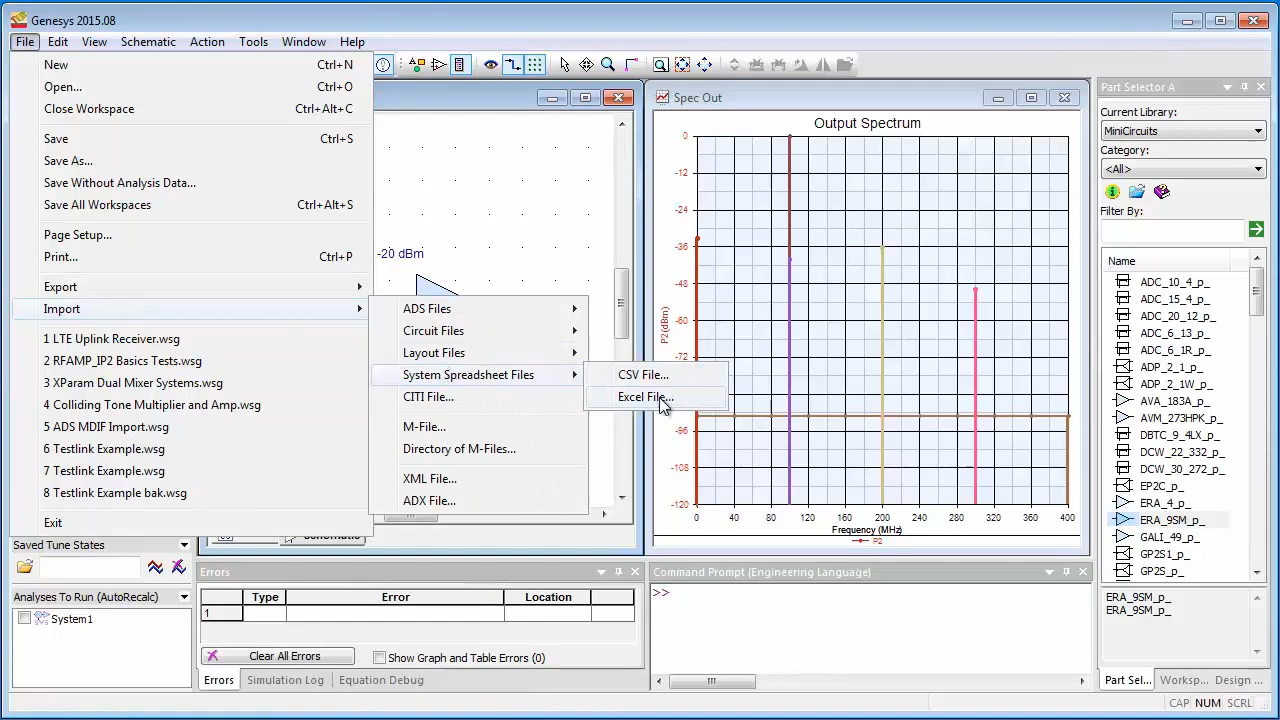 Genesys 2015.08
File Edit View Schematic Action Tools Window Help
New Ctrl+N
Open... Ctrl+O
Close Workspace Ctrl+Alt+C
Save Ctrl+S
Save As...
Save Without Analysis Data...
Save All Workspaces Ctrl+Alt+S
Page Setup...
Print... Ctrl+P
Export
Import
1 LTE Uplink Receiver.wsg
2 RFAMP_IP2 Basics Tests.wsg
3 XParam Dual Mixer Systems.wsg
4 Colliding Tone Multiplier and Amp.wsg
5 ADS MDIF Import.wsg
6 Testlink Example.wsg
7 Testlink Example.wsg
8 Testlink Example bak.wsg
Exit
ADS Files
Circuit Files
Layout Files
System Spreadsheet Files
CITI File...
M-File...
Directory of M-Files...
XML File...
ADX File...
CSV File...
Excel File...
-20 dBm
Spec Out
Output Spectrum
0
-12
-24
-36
-48
-60
-72
-96
-108
-120
P2(dBm)
0 40 80 120 160 200 240 280 320 360 400
Frequency (MHz)
P2
Part Selector A
Current Library:
MiniCircuits
Category:
<All>
Filter By:
Name
ADC_10_4_p_
ADC_15_4_p_
ADC_20_12_p_
ADC_6_13_p_
ADC_6_1R_p_
ADP_2_1_p_
ADP_2_1W_p_
AVA_183A_p_
AVM_273HPK_p_
DBTC_9_4LX_p_
DCW_22_332_p_
DCW_30_272_p_
EP2C_p_
ERA_4_p_
ERA_9SM_p_
GALI_49_p_
GP2S1_p_
GP2S_p_
ERA_9SM_p_
ERA_9SM_p_
Part Sel... Worksp... Design ...
Saved Tune States
Analyses To Run (AutoRecalc)
System1
Errors
Type Error Location
1
Clear All Errors Show Graph and Table Errors (0)
Errors Simulation Log Equation Debug
Command Prompt (Engineering Language)
>>
CAP NUM SCRL